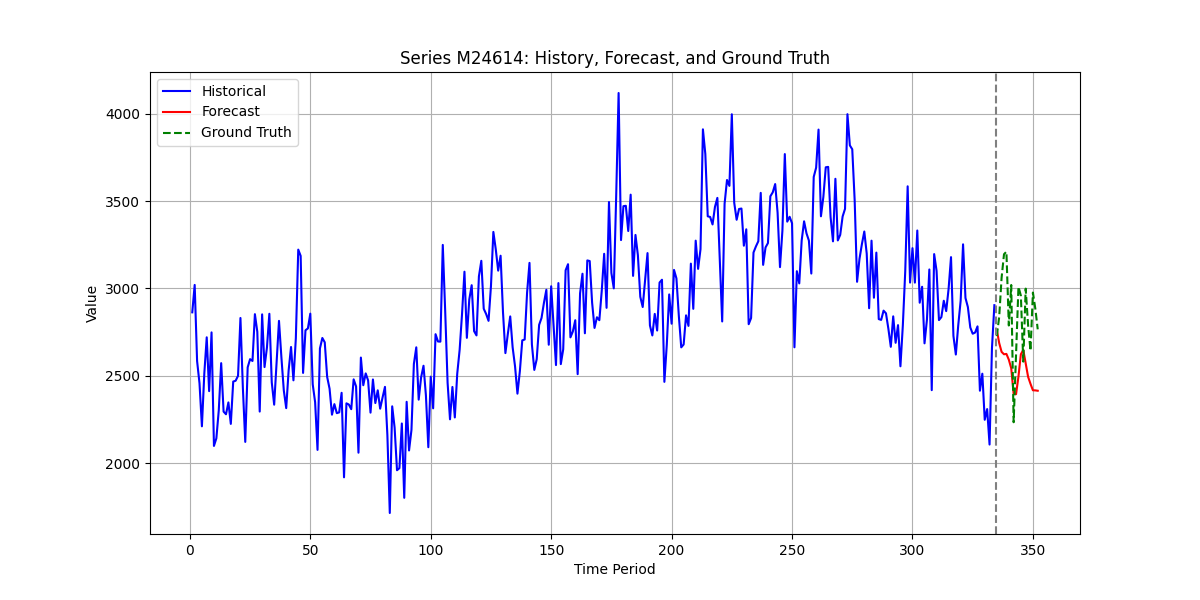 Series M24614: History, Forecast, and Ground Truth
Historical
Forecast
Ground Truth
4000
3500
3000
2500
2000
Value
0 50 100 150 200 250 300 350
Time Period